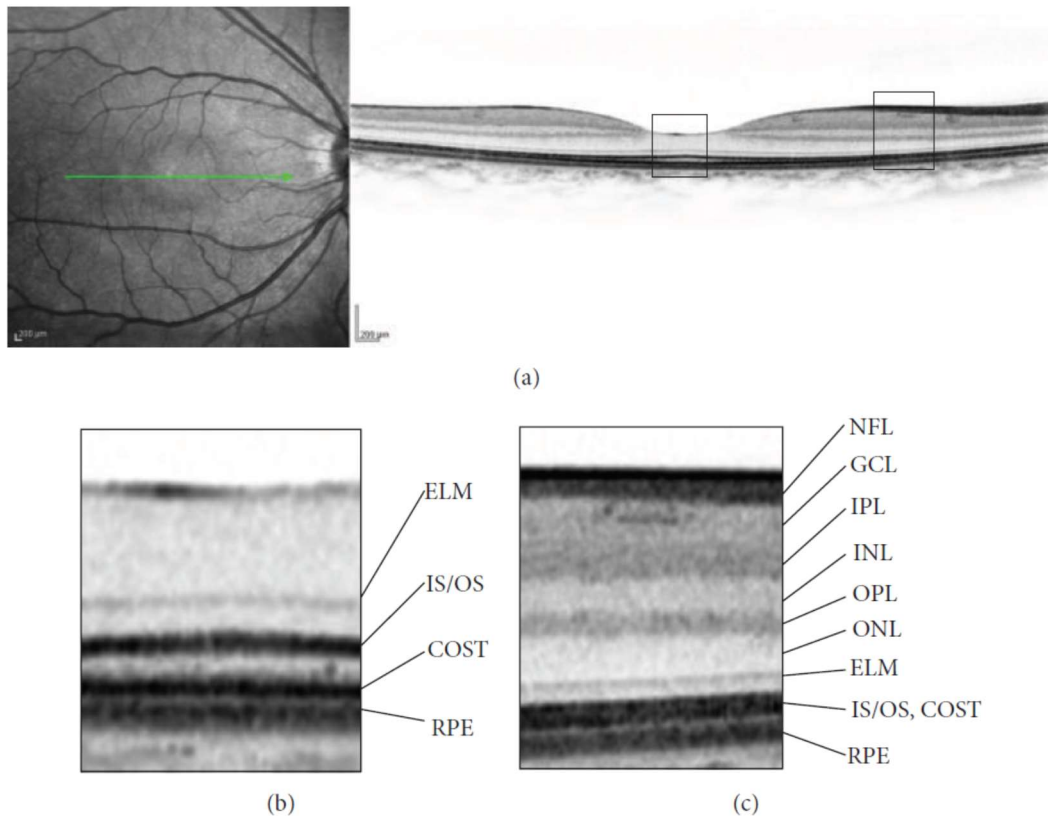 200 µm
200 µm
(a)
ELM
IS/OS
COST
RPE
(b)
NFL
GCL
IPL
INL
OPL
ONL
ELM
IS/OS, COST
RPE
(c)